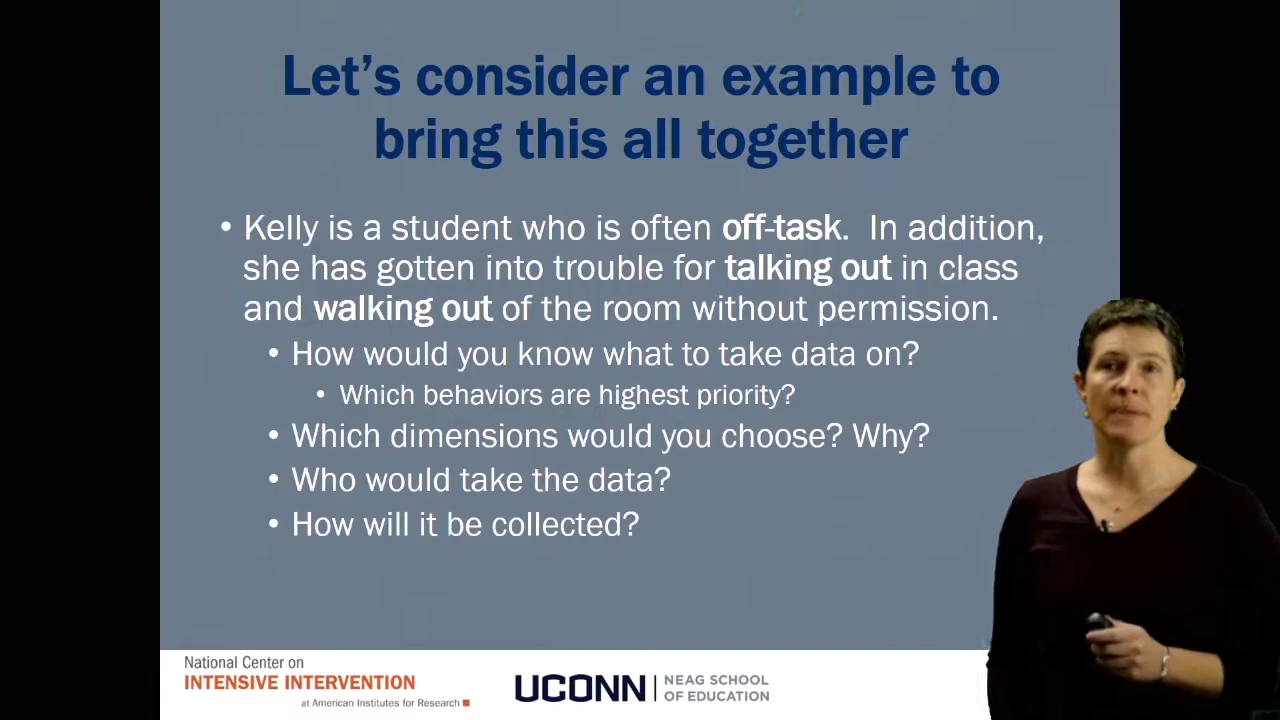 Let's consider an example to
bring this all together
• Kelly is a student who is often off-task.  In addition,
she has gotten into trouble for talking out in class
and walking out of the room without permission.
• How would you know what to take data on?
• Which behaviors are highest priority?
• Which dimensions would you choose? Why?
• Who would take the data?
• How will it be collected?
National Center on
INTENSIVE INTERVENTION
at American Institutes for Research
UCONN
NEAG SCHOOL
OF EDUCATION